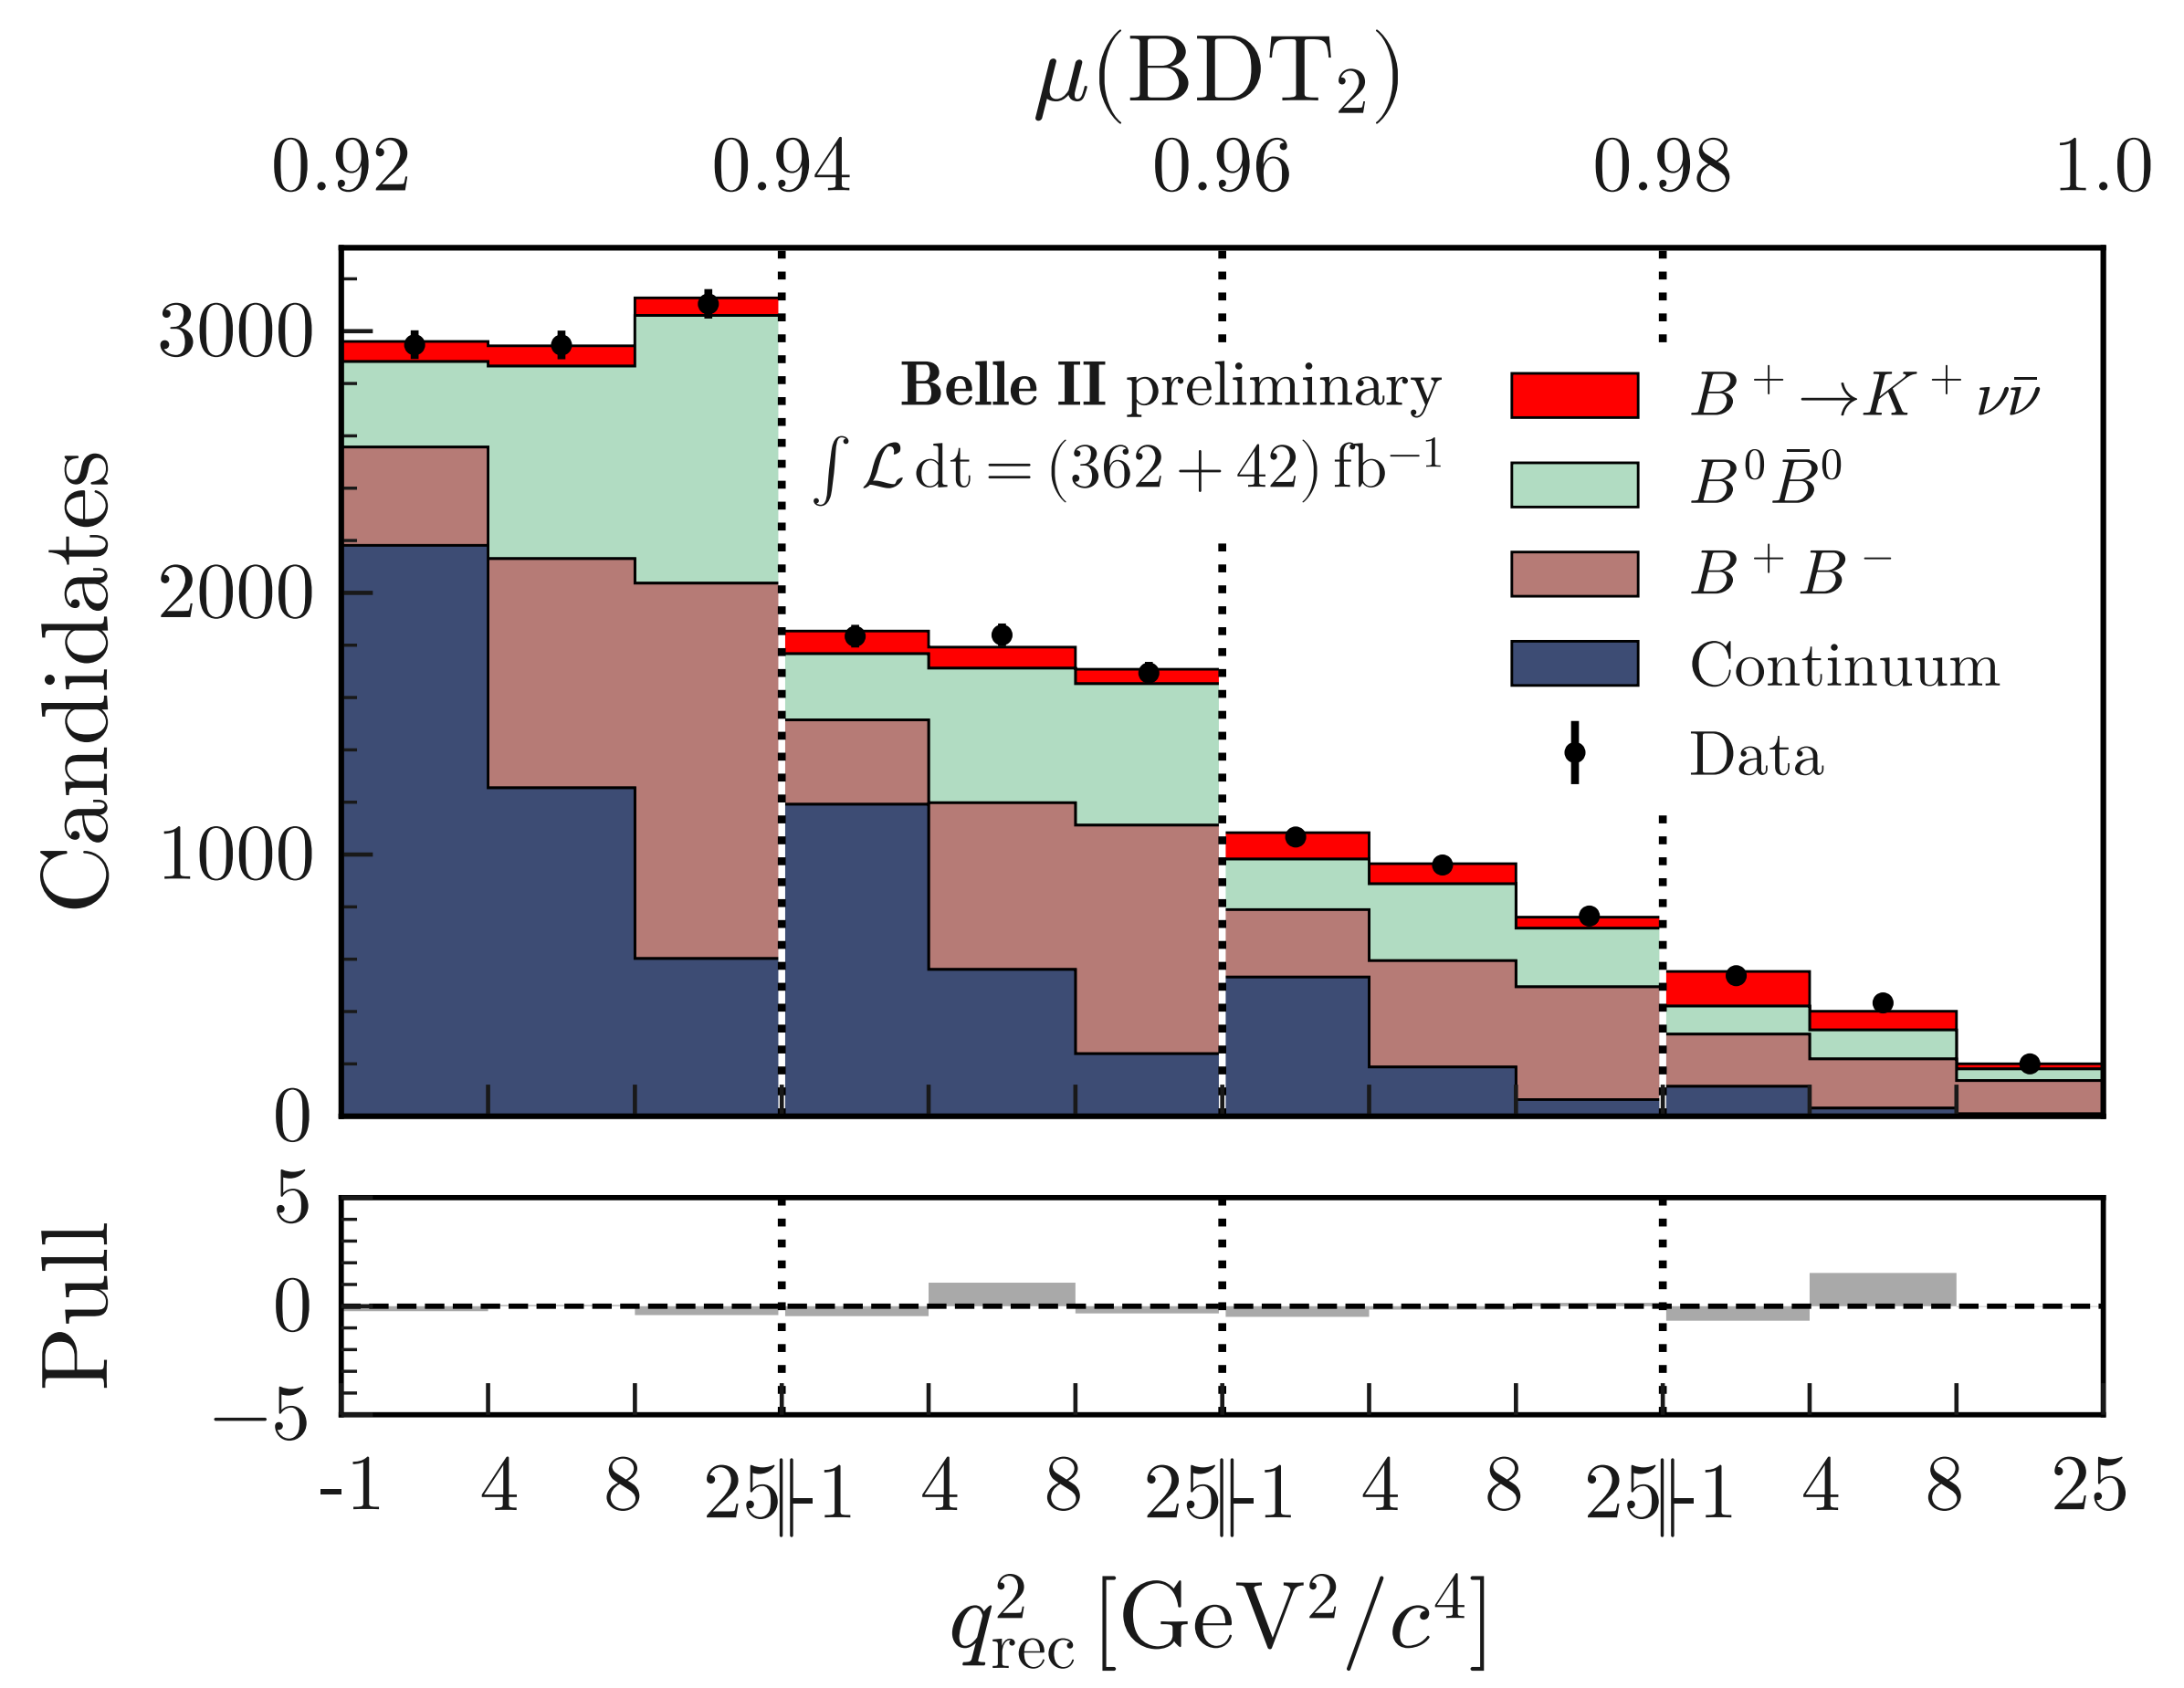 μ(BDT₂)
0.92 0.94 0.96 0.98 1.0
Candidates
3000
2000
1000
0
Belle II preliminary
∫ ℒ dt = (362 + 42) fb⁻¹
B⁺→K⁺νν̅
B⁰B̅⁰
B⁺B⁻
Continuum
Data
Pull
5
0
−5
-1 4 8 25||-1 4 8 25||-1 4 8 25||-1 4 8 25
q²rec [GeV²/c⁴]